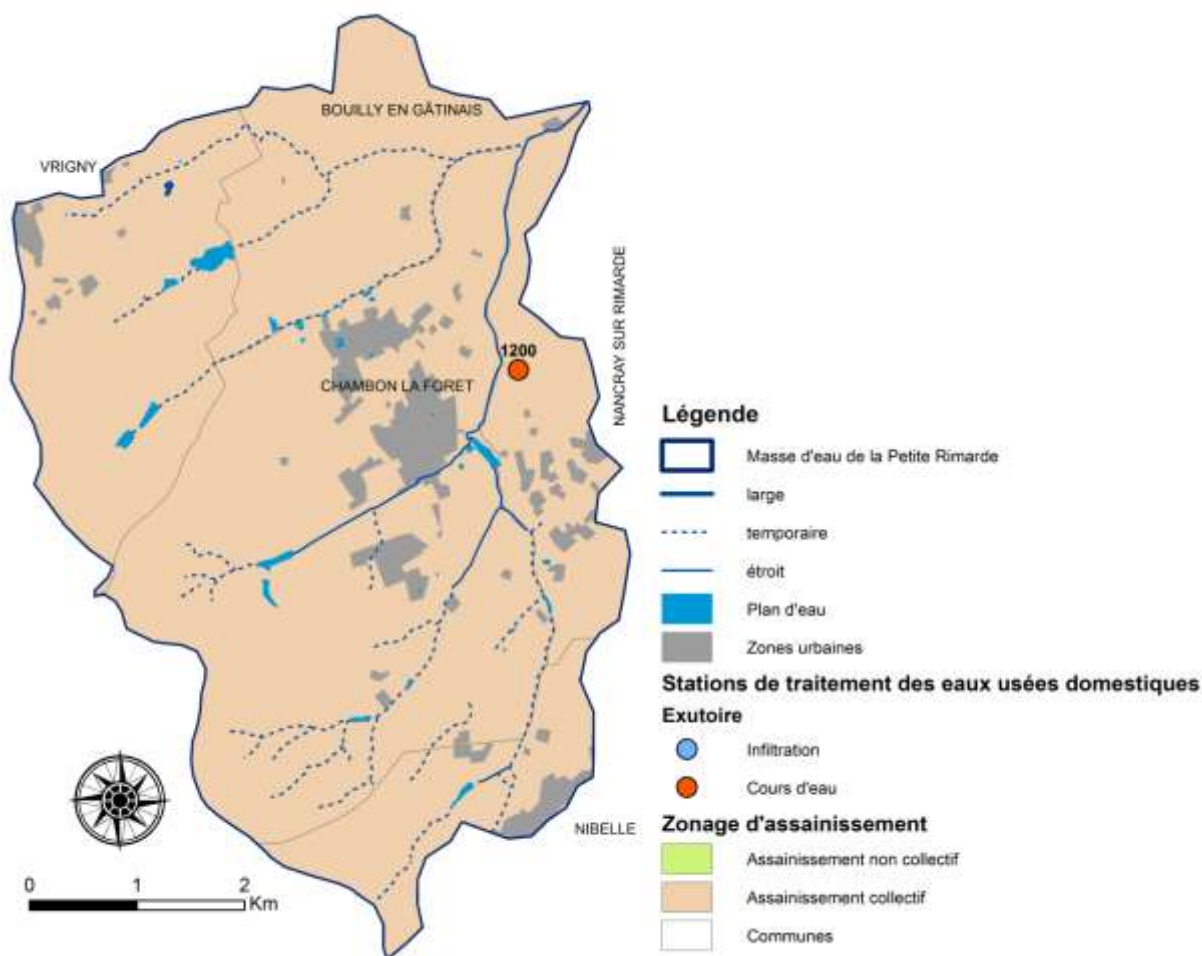 BOUILLY EN GÂTINAIS
VRIGNY
NANCRAY SUR RIMARDE
1200
CHAMBON LA FORET
NIBELLE
0 1 2
Km
Légende
Masse d'eau de la Petite Rimarde
large
temporaire
étroit
Plan d'eau
Zones urbaines
Stations de traitement des eaux usées domestiques
Exutoire
Infiltration
Cours d'eau
Zonage d'assainissement
Assainissement non collectif
Assainissement collectif
Communes